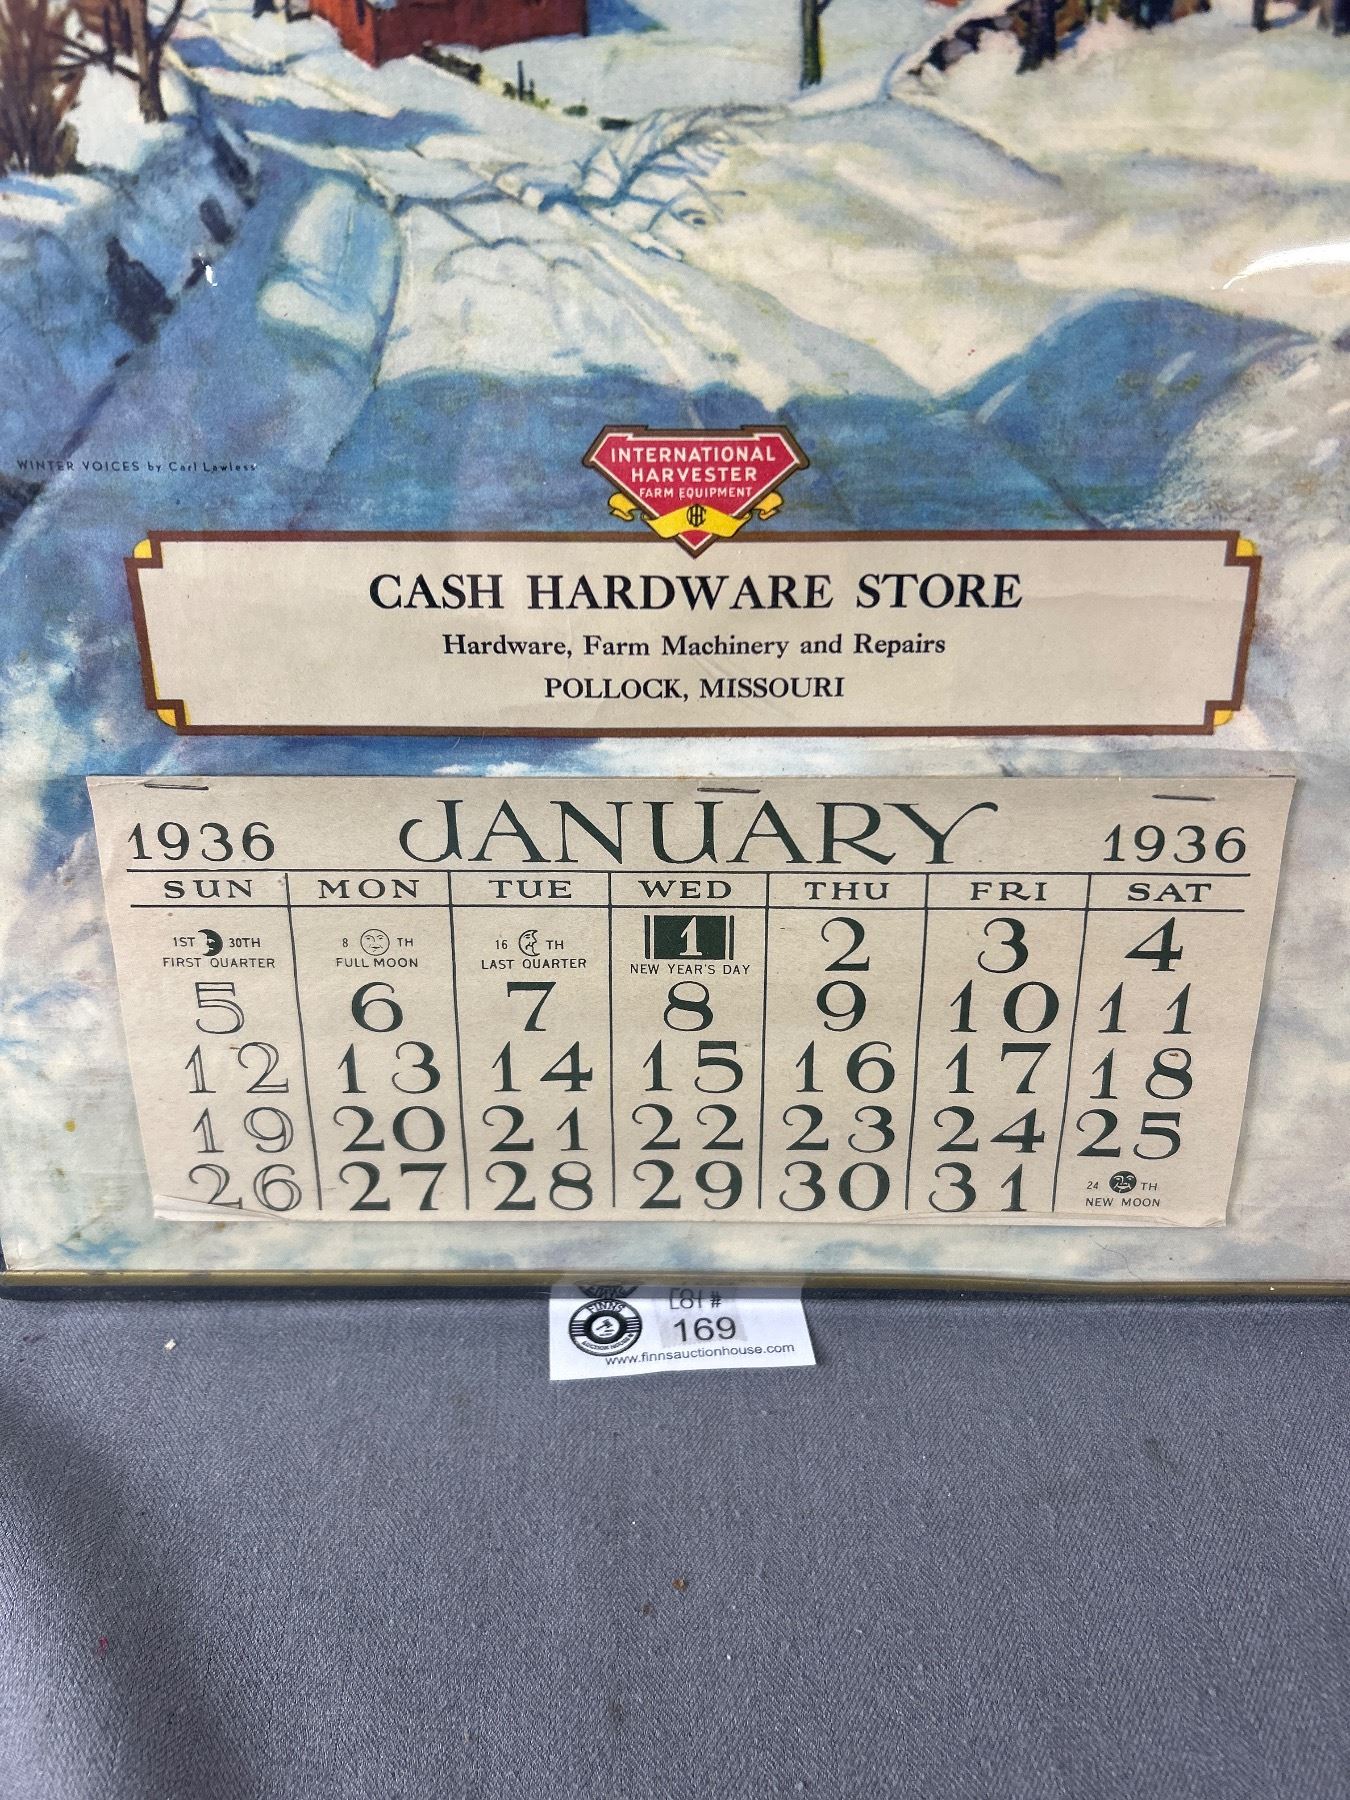 WINTER VOICES by Carl Lawless
INTERNATIONAL
HARVESTER
FARM EQUIPMENT
IHC
CASH HARDWARE STORE
Hardware, Farm Machinery and Repairs
POLLOCK, MISSOURI
1936 JANUARY 1936
SUN MON TUE WED THU FRI SAT
1ST 30TH 8 TH 16 TH 1 2 3 4
FIRST QUARTER FULL MOON LAST QUARTER NEW YEAR'S DAY
5 6 7 8 9 10 11
12 13 14 15 16 17 18
19 20 21 22 23 24 25
26 27 28 29 30 31 24 TH
NEW MOON
FINNS
AUCTION HOUSE
LOT#
169
www.finnsauctionhouse.com